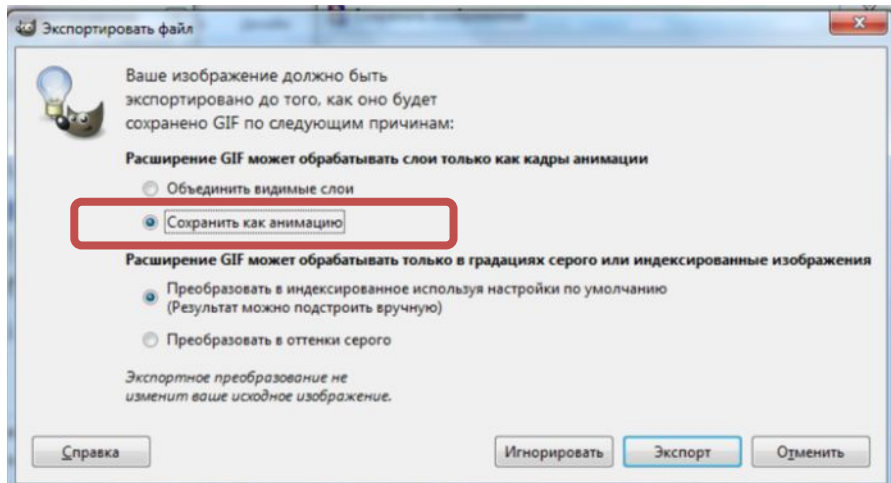 Экспортировать файл
Ваше изображение должно быть
экспортировано до того, как оно будет
сохранено GIF по следующим причинам:
Расширение GIF может обрабатывать слои только как кадры анимации
Объединить видимые слои
Сохранить как анимацию
Расширение GIF может обрабатывать только в градациях серого или индексированные изображения
Преобразовать в индексированное используя настройки по умолчанию
(Результат можно подстроить вручную)
Преобразовать в оттенки серого
Экспортное преобразование не
изменит ваше исходное изображение.
Справка Игнорировать Экспорт Отменить